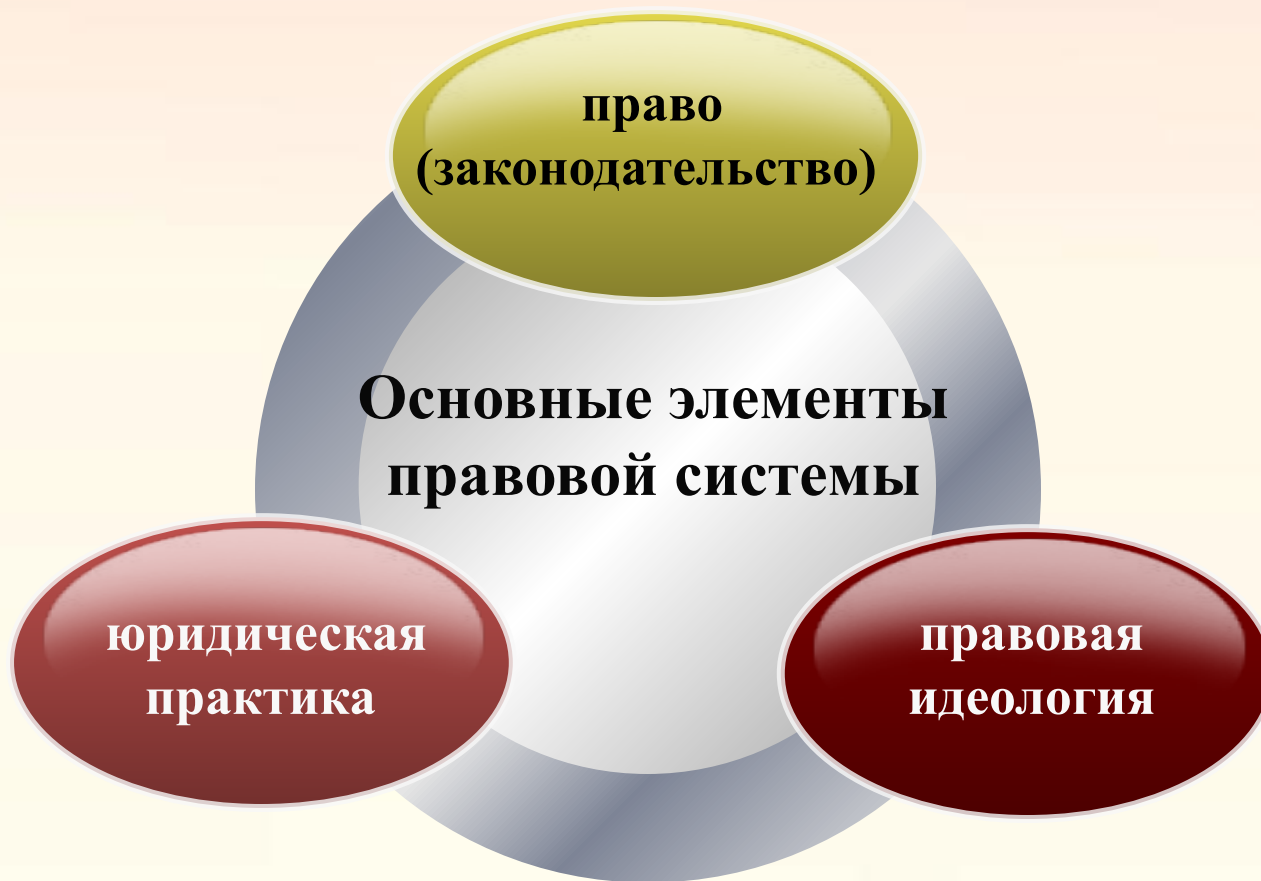 право
(законодательство)
Основные элементы
правовой системы
юридическая
практика
правовая
идеология